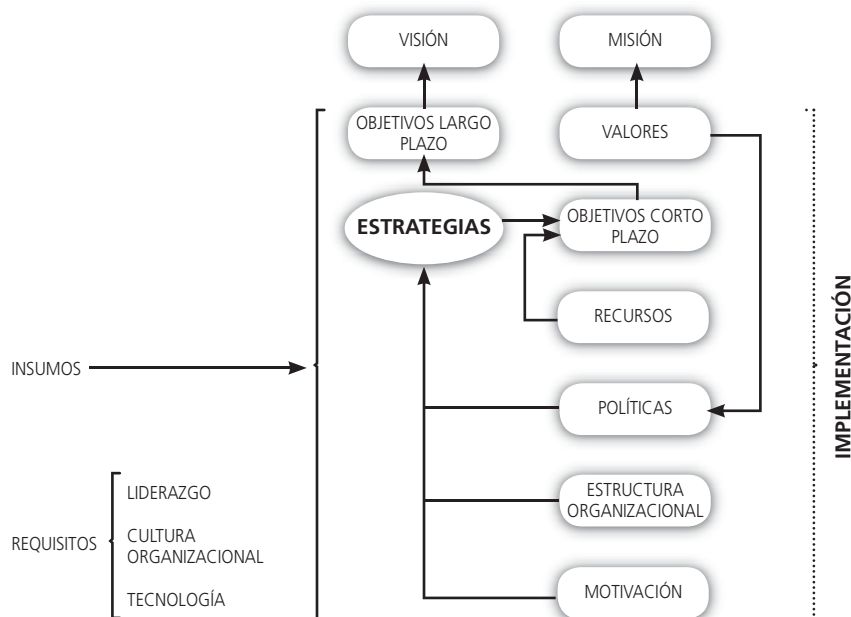 VISIÓN
MISIÓN
OBJETIVOS LARGO
PLAZO
VALORES
ESTRATEGIAS
OBJETIVOS CORTO
PLAZO
RECURSOS
INSUMOS
POLÍTICAS
ESTRUCTURA
ORGANIZACIONAL
MOTIVACIÓN
REQUISITOS
LIDERAZGO
CULTURA
ORGANIZACIONAL
TECNOLOGÍA
IMPLEMENTACIÓN